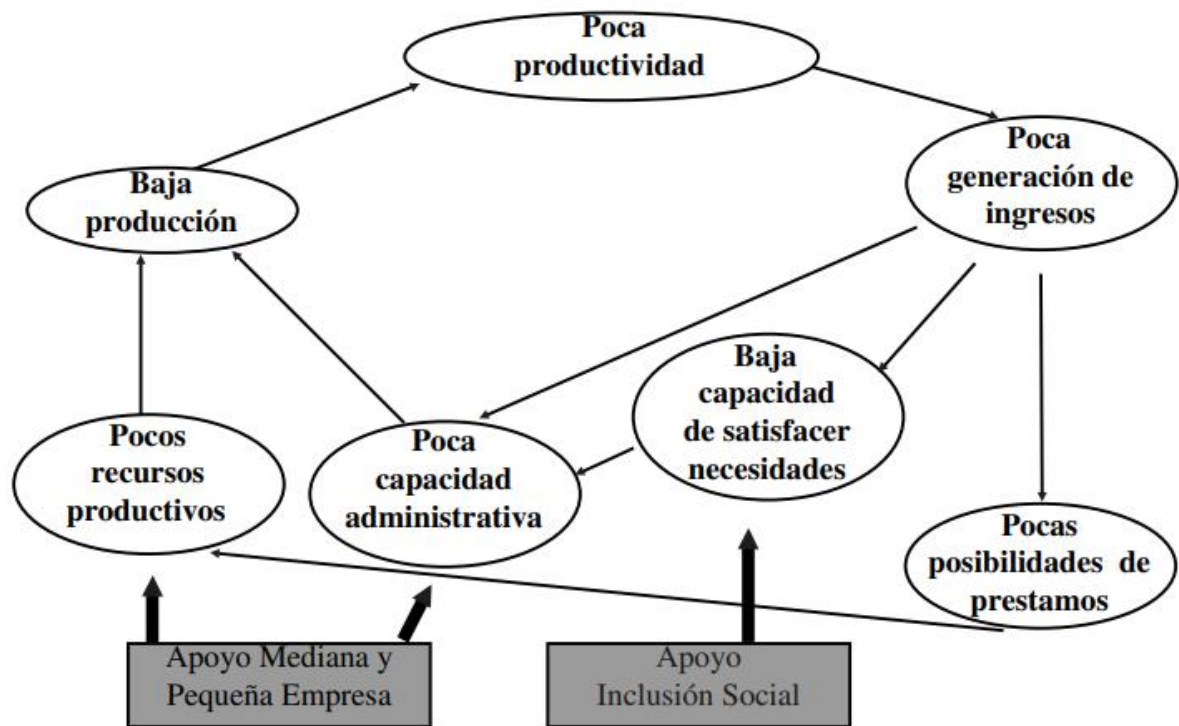 Poca
productividad
Poca
generación de
ingresos
Baja
producción
Baja
capacidad
de satisfacer
necesidades
Pocos
recursos
productivos
Poca
capacidad
administrativa
Pocas
posibilidades de
prestamos
Apoyo Mediana y
Pequeña Empresa
Apoyo
Inclusión Social